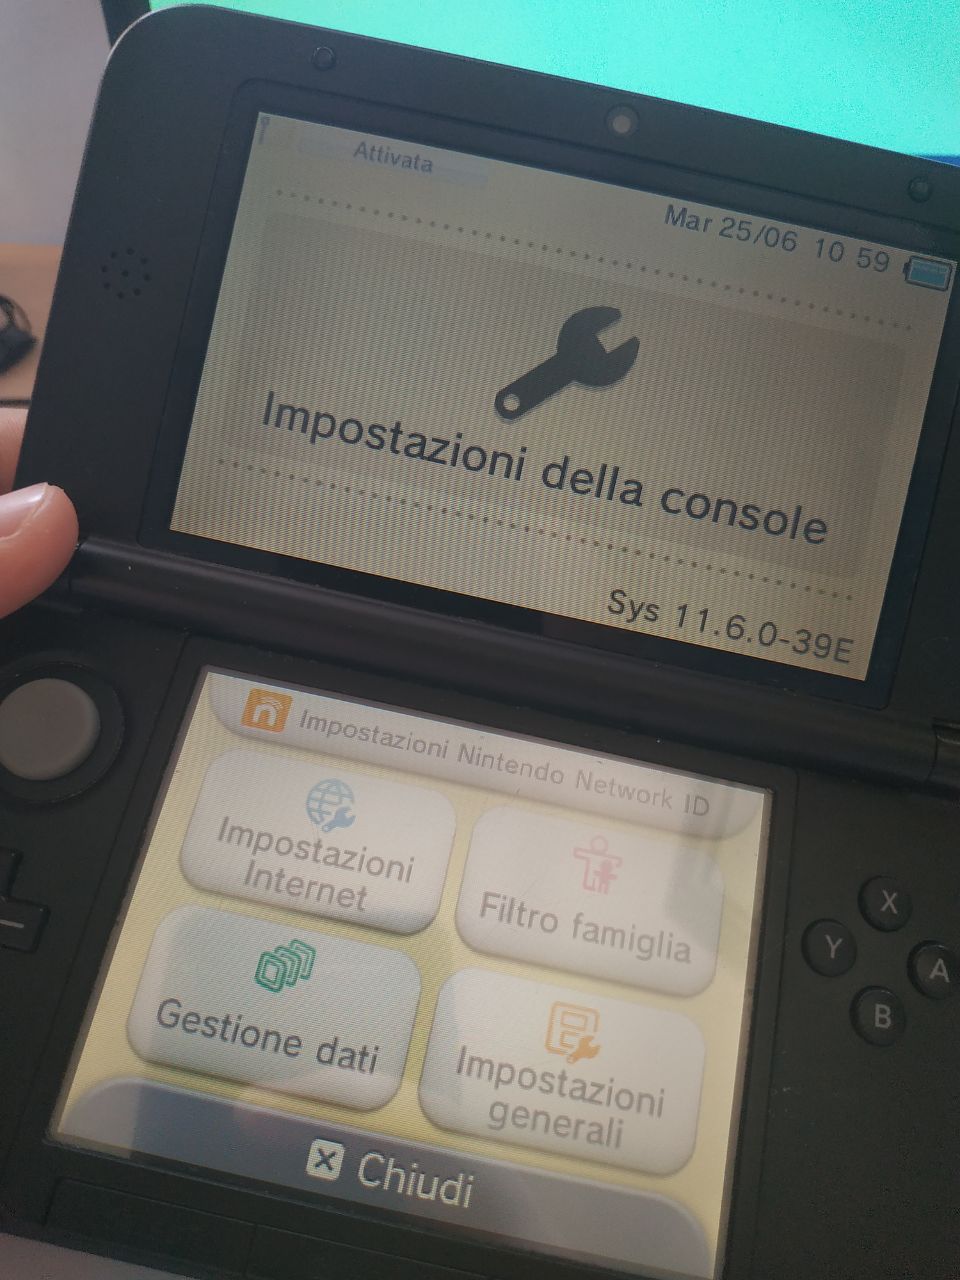 Attivata
Mar 25/06 10 59
Impostazioni della console
Sys 11.6.0-39E
Impostazioni Nintendo Network ID
Impostazioni
Internet
Filtro famiglia
Gestione dati
Impostazioni
generali
X Chiudi
X
Y
A
B